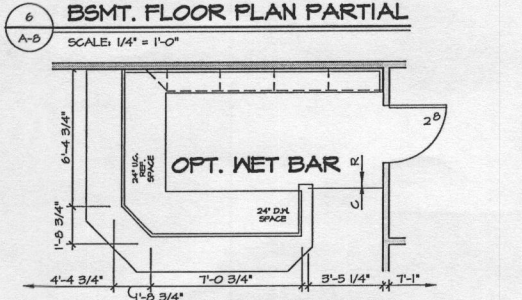 6
A-8
BSMT. FLOOR PLAN PARTIAL
SCALE: 1/4" = 1'-0"
6'-4 3/4"
24" U.C.
REF.
SPACE
OPT. WET BAR
2⁸
C R
1'-8 3/4"
24" D.W.
SPACE
4'-4 3/4"
7'-0 3/4"
3'-5 1/4"
7'-1"
1'-8 3/4"